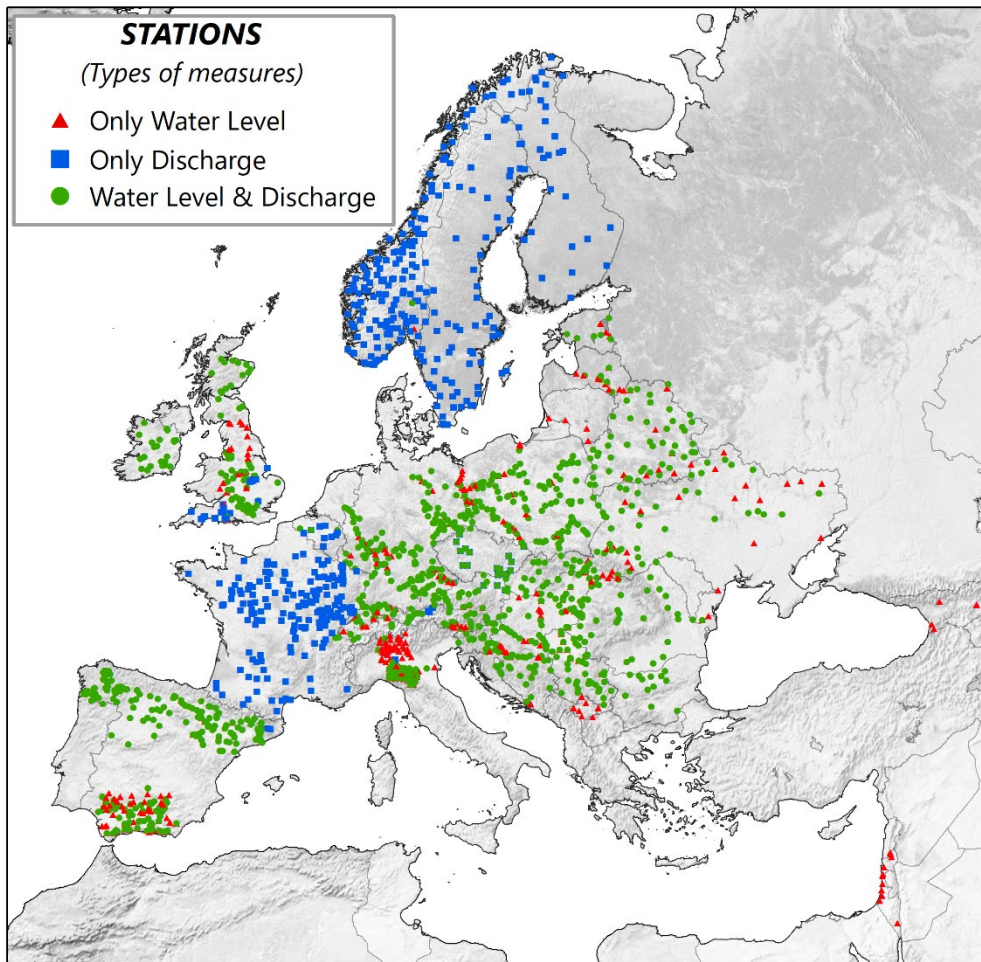 STATIONS
(Types of measures)
Only Water Level
Only Discharge
Water Level & Discharge